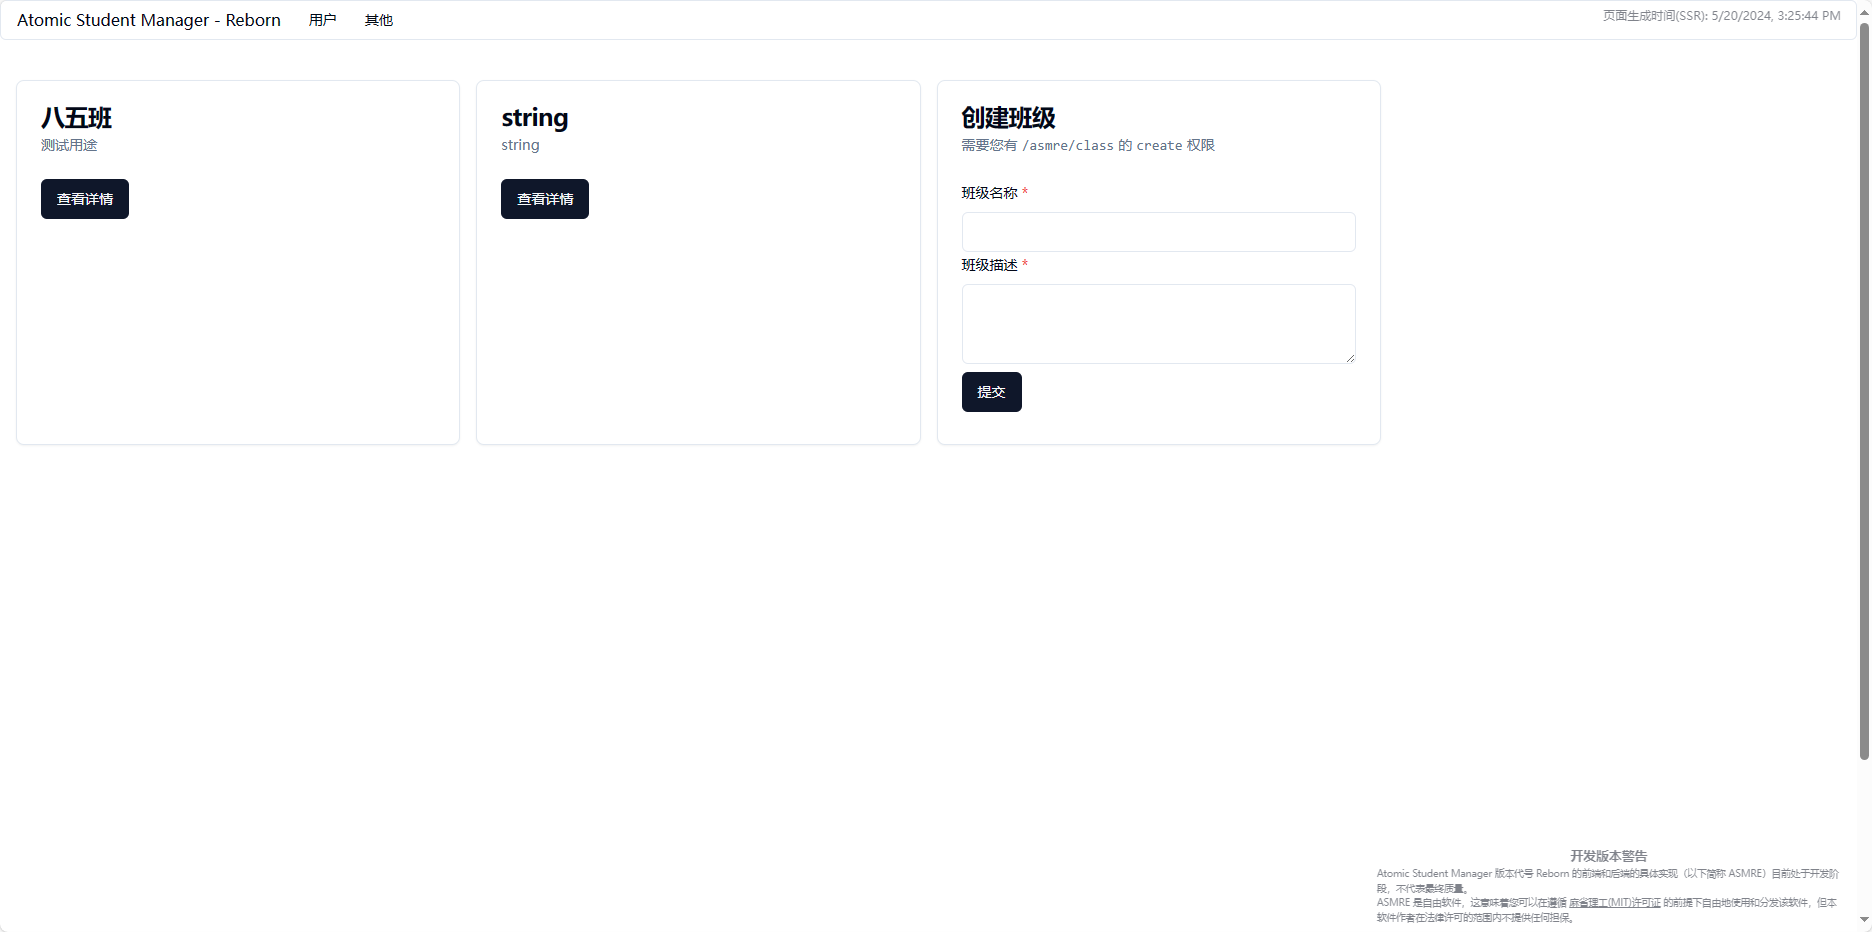 Atomic Student Manager - Reborn 用户 其他
页面生成时间(SSR): 5/20/2024, 3:25:44 PM
八五班
测试用途
查看详情
string
string
查看详情
创建班级
需要您有 /asmre/class 的 create 权限
班级名称 *
班级描述 *
提交
开发版本警告
Atomic Student Manager 版本代号 Reborn 的前端和后端的具体实现（以下简称 ASMRE）目前处于开发阶
段，不代表最终质量。
ASMRE 是自由软件，这意味着您可以在遵循 麻省理工(MIT)许可证 的前提下自由地使用和分发该软件，但本
软件作者在法律许可的范围内不提供任何担保。